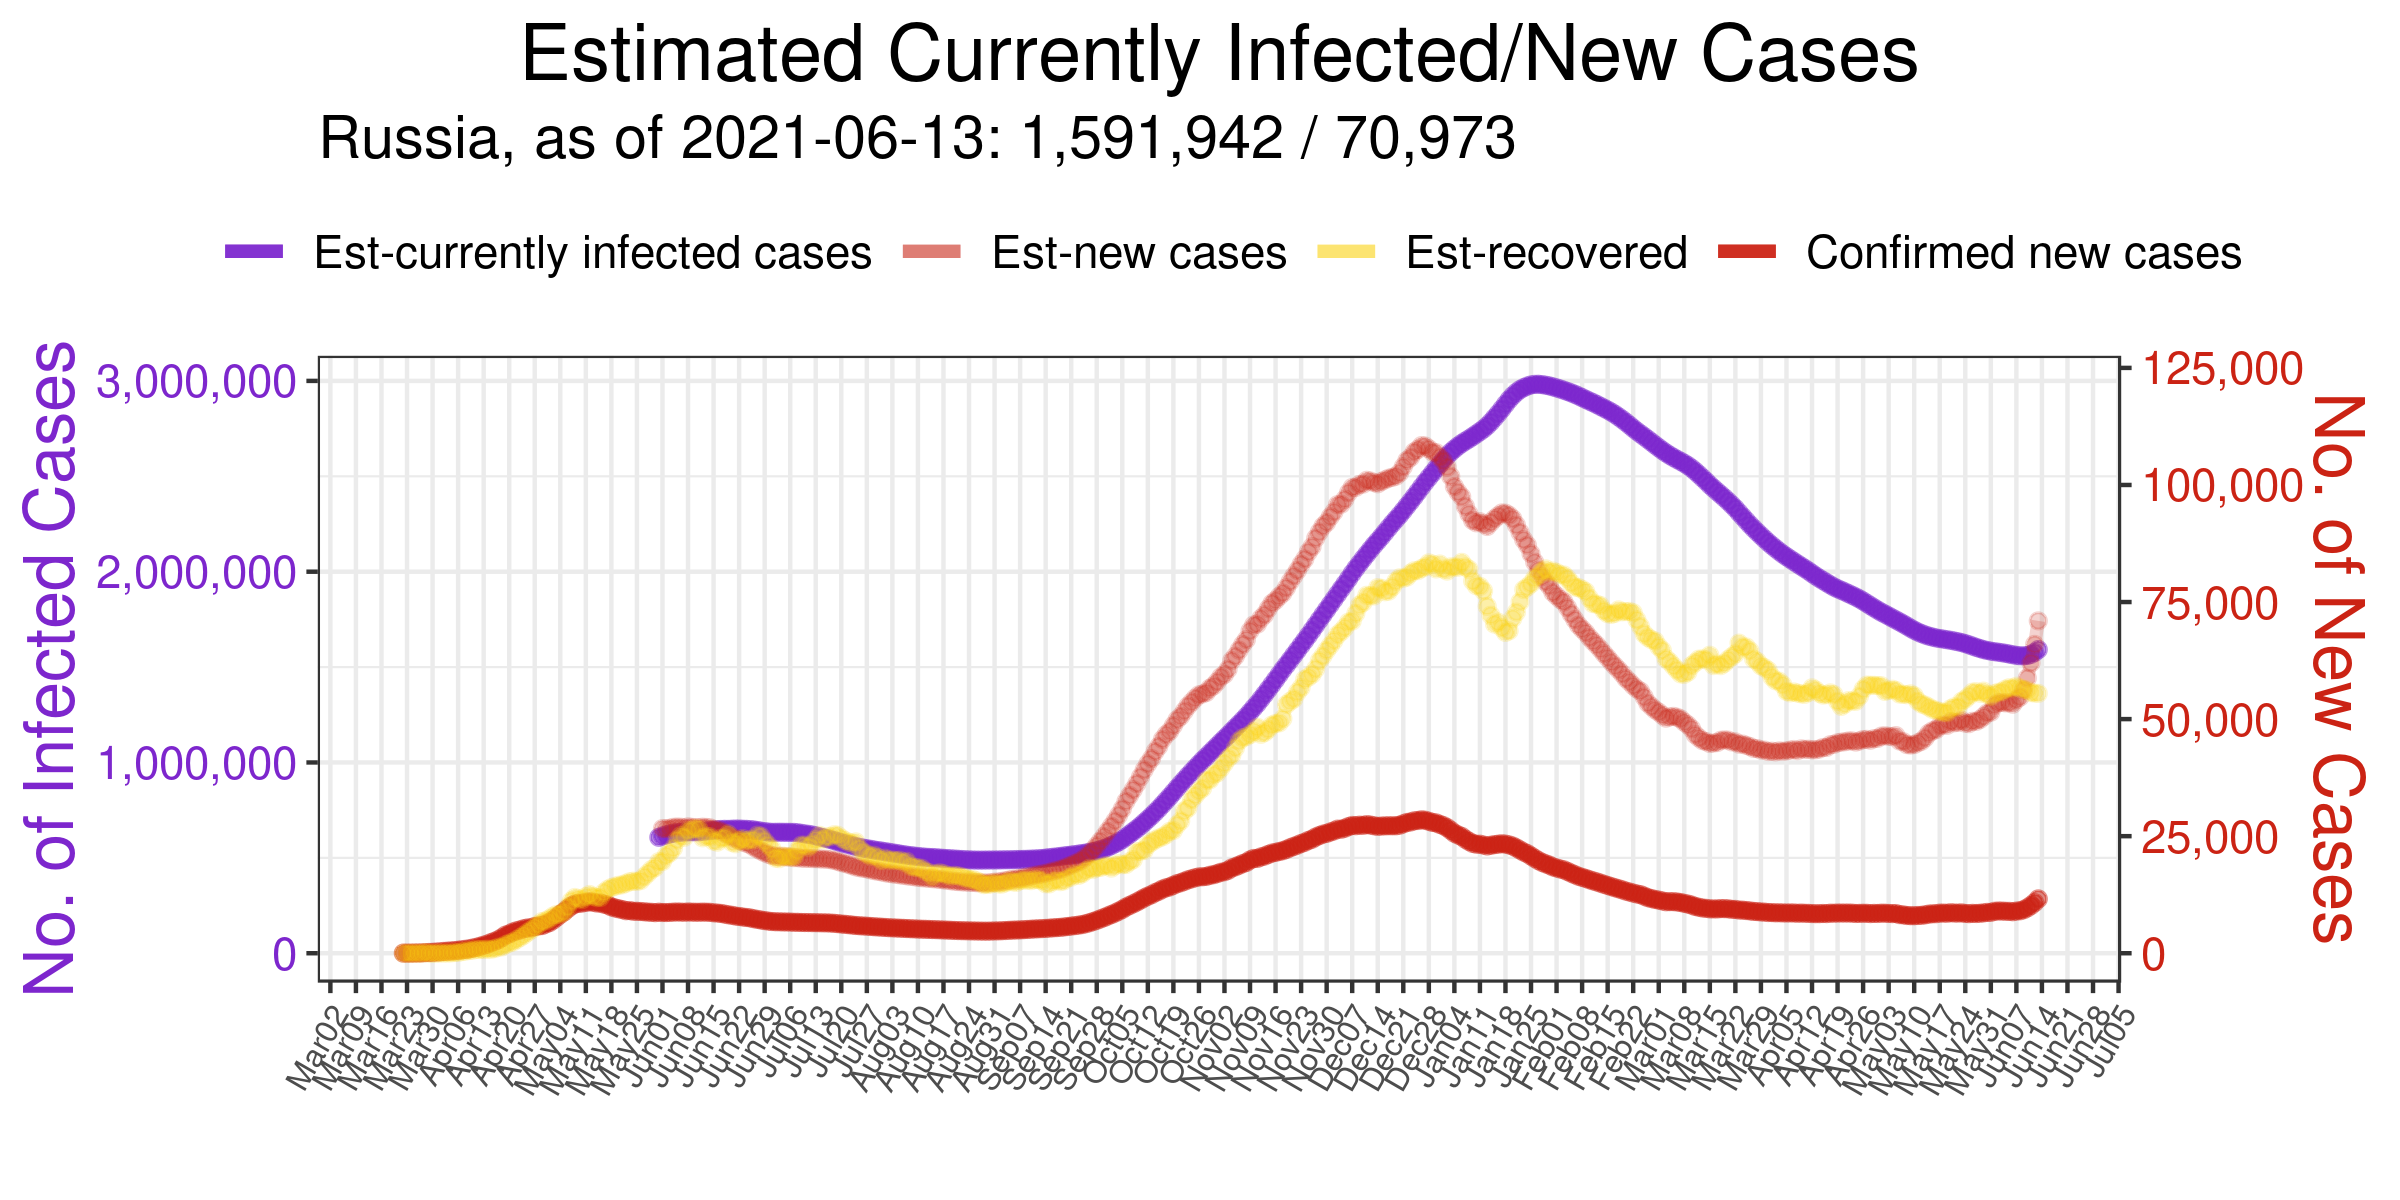 Estimated Currently Infected/New Cases
Russia, as of 2021-06-13: 1,591,942 / 70,973
Est-currently infected cases Est-new cases Est-recovered Confirmed new cases
No. of Infected Cases
3,000,000
2,000,000
1,000,000
0
125,000
100,000
75,000
50,000
25,000
0
No. of New Cases
Mar02
Mar09
Mar16
Mar23
Mar30
Apr06
Apr13
Apr20
Apr27
May04
May11
May18
May25
Jun01
Jun08
Jun15
Jun22
Jun29
Jul06
Jul13
Jul20
Jul27
Aug03
Aug10
Aug17
Aug24
Aug31
Sep07
Sep14
Sep21
Sep28
Oct05
Oct12
Oct19
Oct26
Nov02
Nov09
Nov16
Nov23
Nov30
Dec07
Dec14
Dec21
Dec28
Jan04
Jan11
Jan18
Jan25
Feb01
Feb08
Feb15
Feb22
Mar01
Mar08
Mar15
Mar22
Mar29
Apr05
Apr12
Apr19
Apr26
May03
May10
May17
May24
May31
Jun07
Jun14
Jun21
Jun28
Jul05